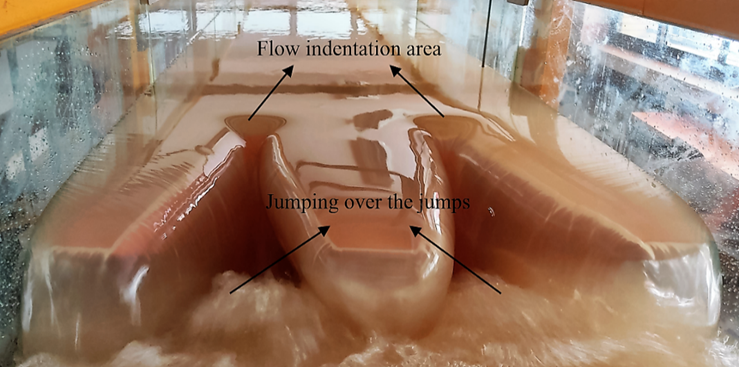 Flow indentation area
Jumping over the jumps